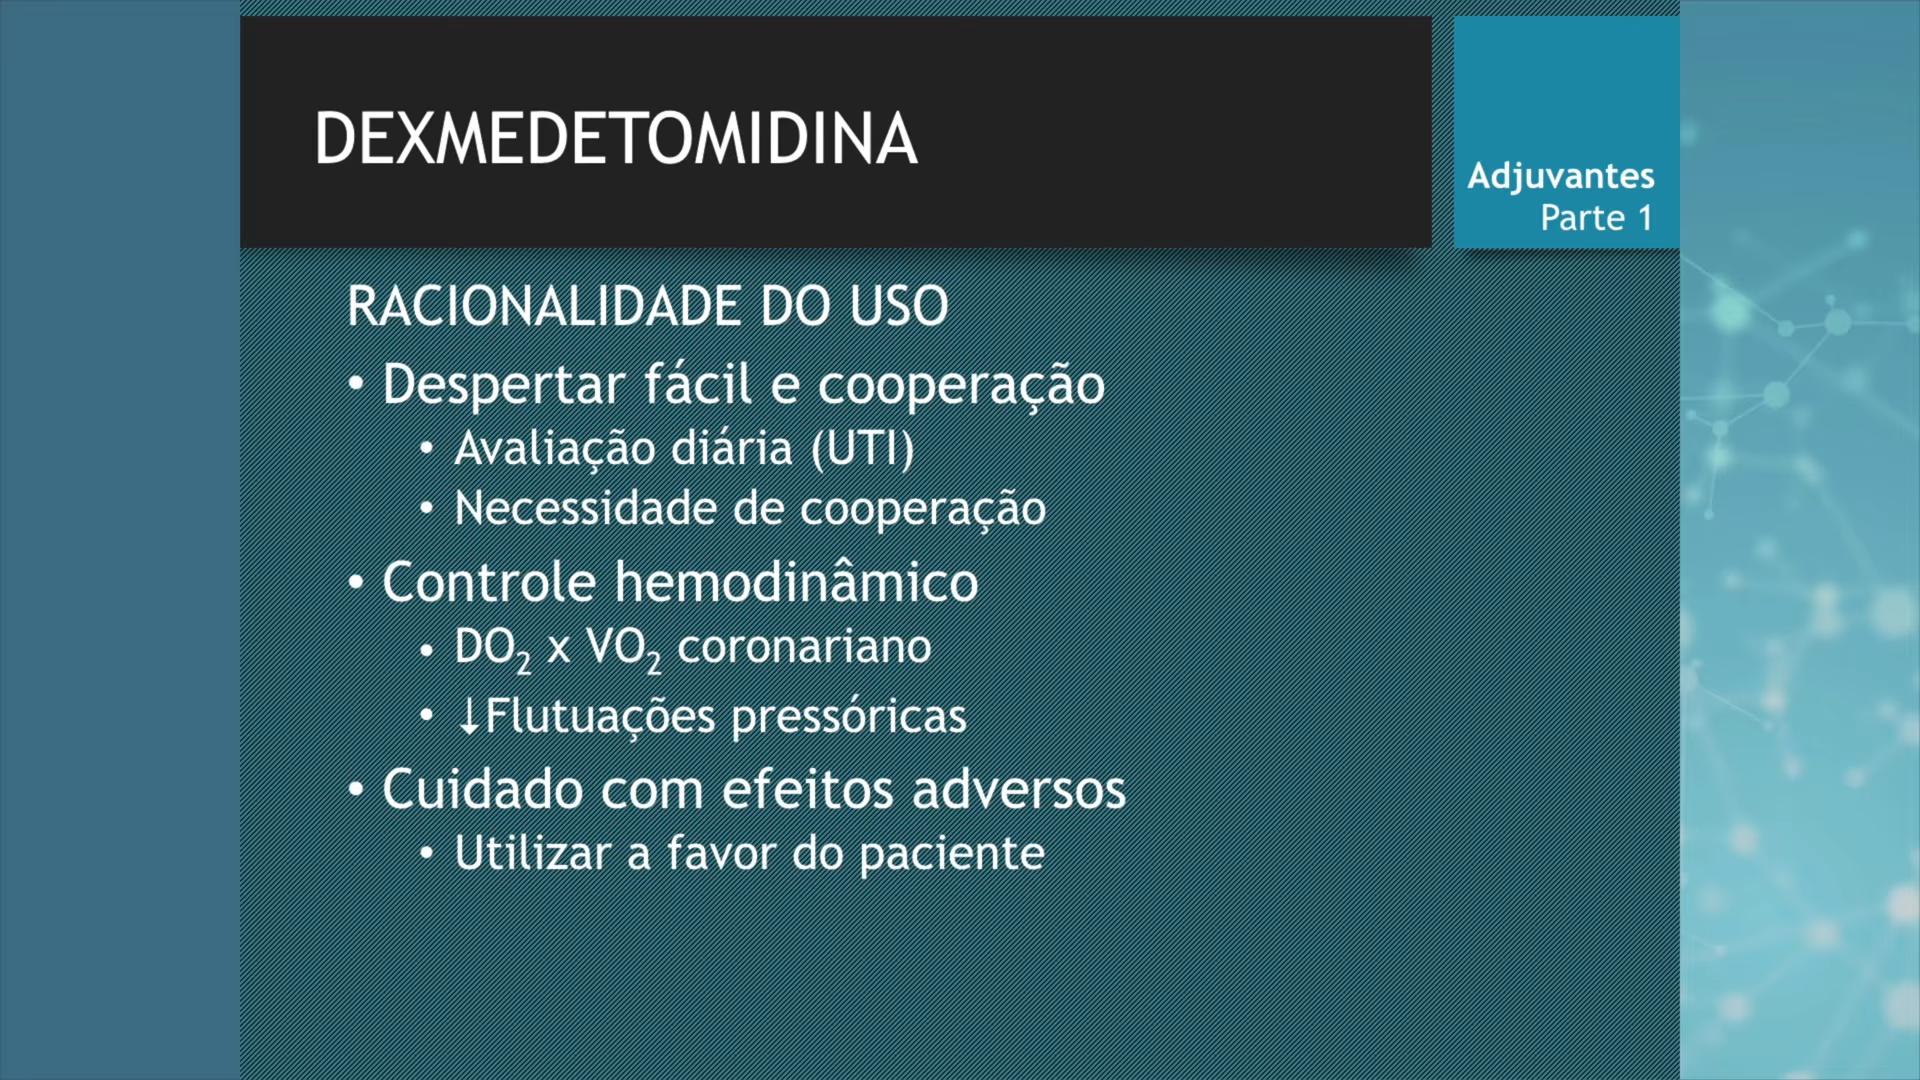 DEXMEDETOMIDINA
Adjuvantes
Parte 1
RACIONALIDADE DO USO
• Despertar fácil e cooperação
• Avaliação diária (UTI)
• Necessidade de cooperação
• Controle hemodinâmico
• DO₂ x VO₂ coronariano
• ↓Flutuações pressóricas
• Cuidado com efeitos adversos
• Utilizar a favor do paciente